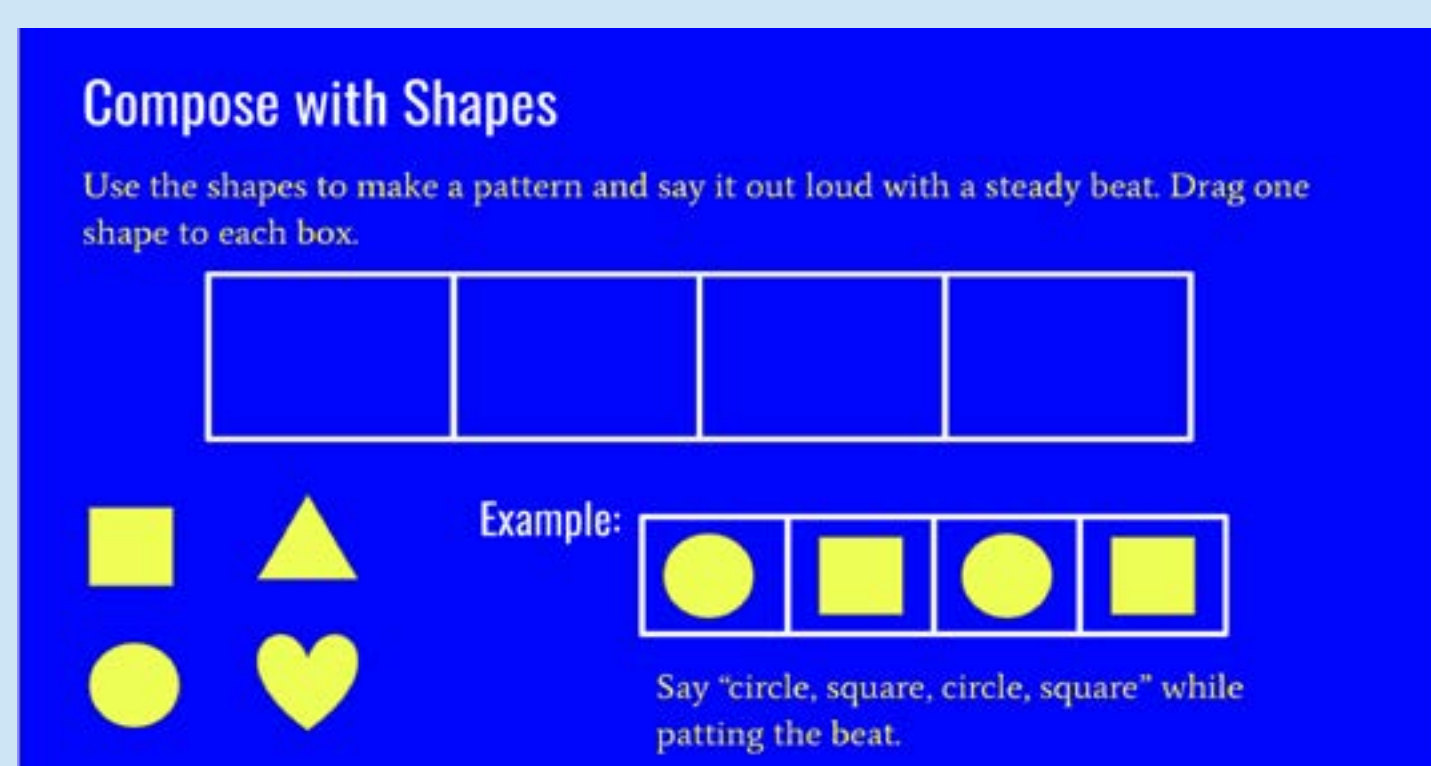 Compose with Shapes
Use the shapes to make a pattern and say it out loud with a steady beat. Drag one
shape to each box.
Example:
Say “circle, square, circle, square” while
patting the beat.